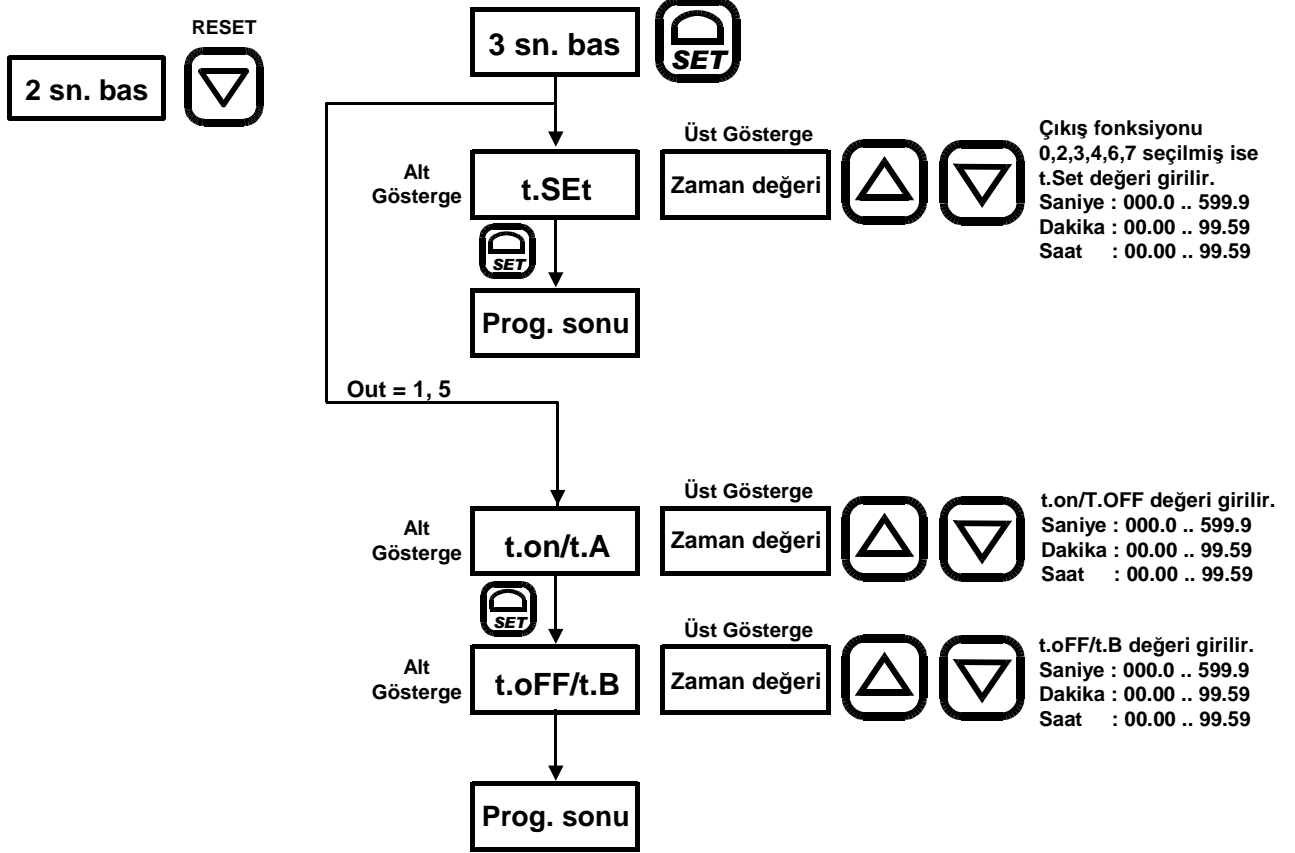 RESET
2 sn. bas
3 sn. bas
SET
Alt
Gösterge
t.SEt
Üst Gösterge
Zaman değeri
Çıkış fonksiyonu
0,2,3,4,6,7 seçilmiş ise
t.Set değeri girilir.
Saniye : 000.0 .. 599.9
Dakika : 00.00 .. 99.59
Saat : 00.00 .. 99.59
SET
Prog. sonu
Out = 1, 5
Alt
Gösterge
t.on/t.A
Üst Gösterge
Zaman değeri
t.on/T.OFF değeri girilir.
Saniye : 000.0 .. 599.9
Dakika : 00.00 .. 99.59
Saat : 00.00 .. 99.59
SET
Alt
Gösterge
t.oFF/t.B
Üst Gösterge
Zaman değeri
t.oFF/t.B değeri girilir.
Saniye : 000.0 .. 599.9
Dakika : 00.00 .. 99.59
Saat : 00.00 .. 99.59
Prog. sonu